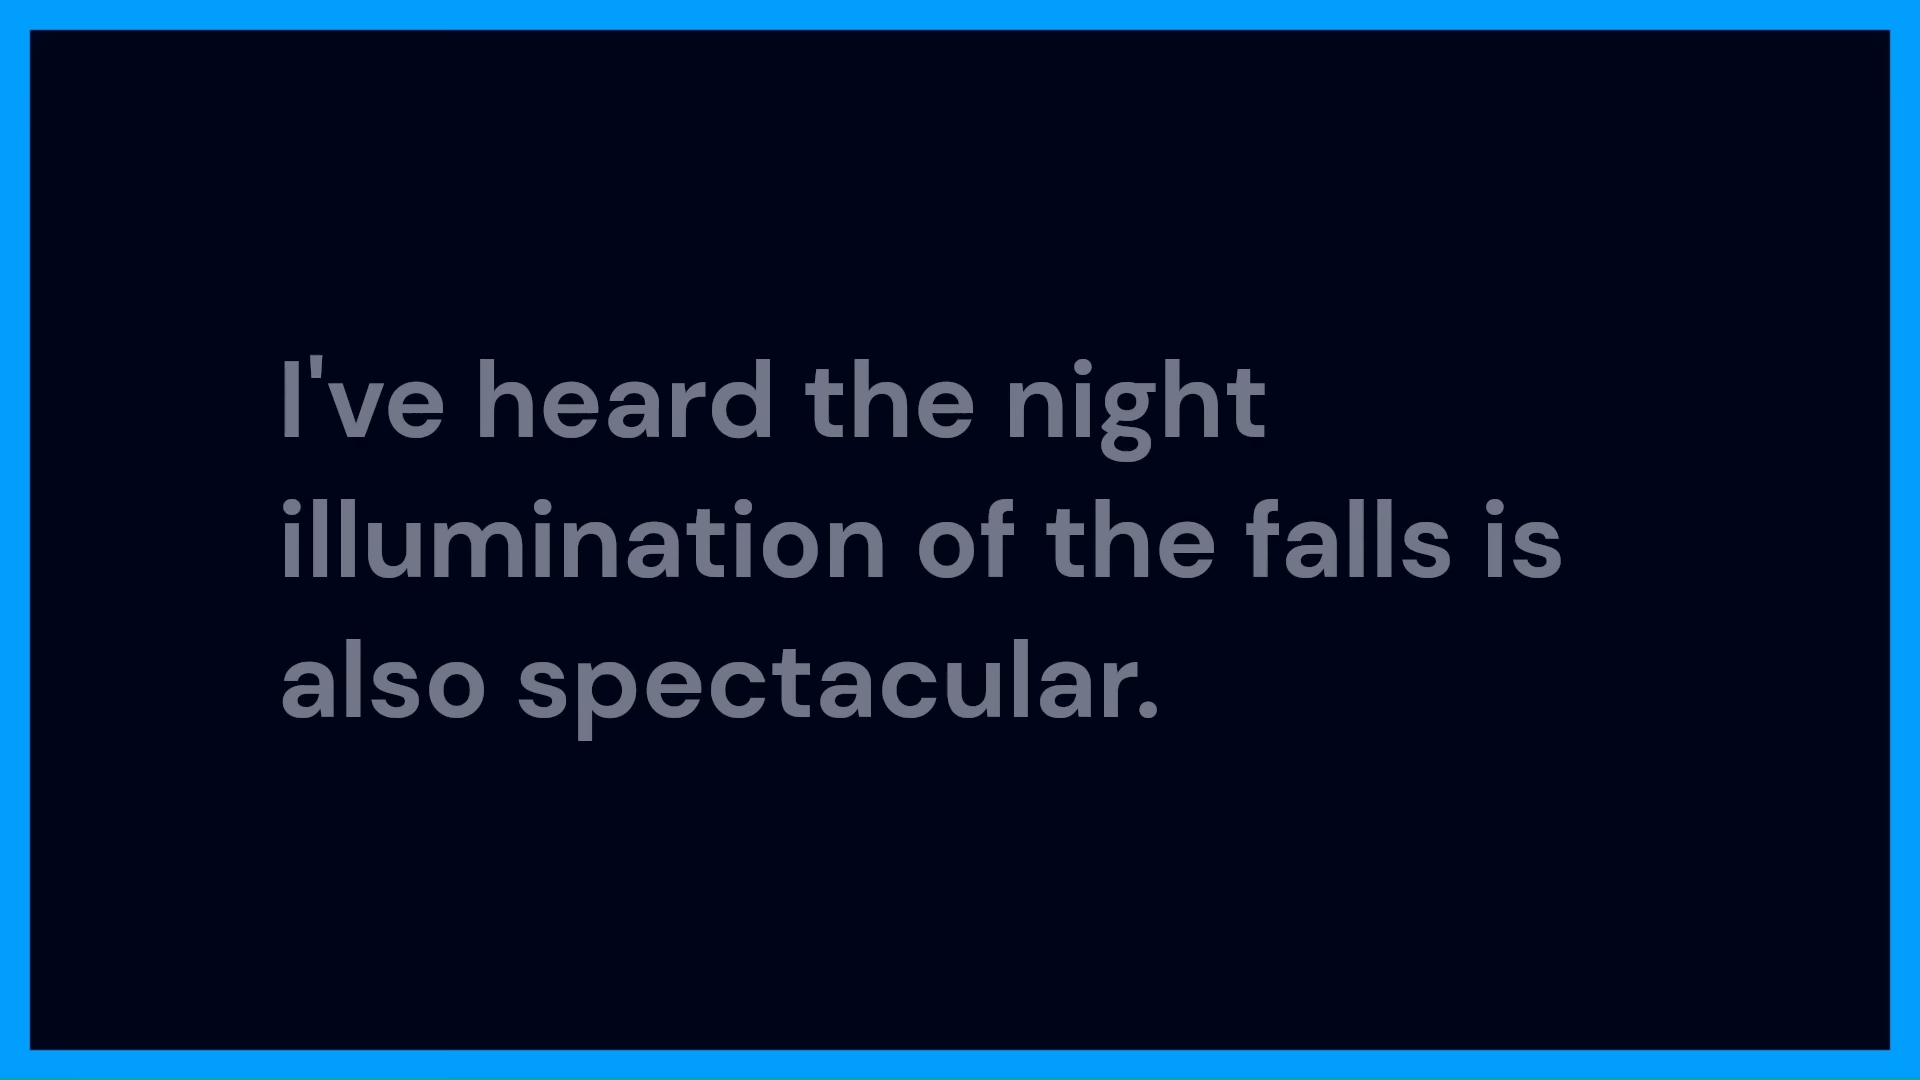 I've heard the night
illumination of the falls is
also spectacular.